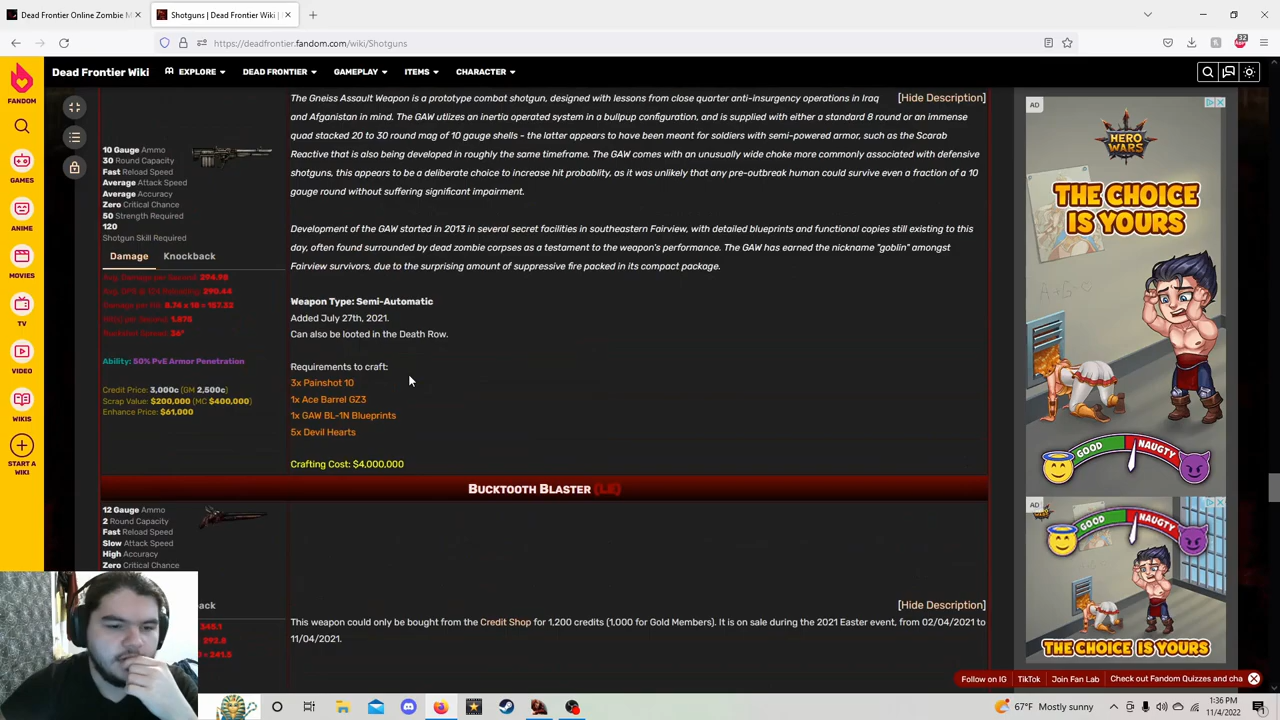 Dead Frontier Online Zombie M
Shotguns | Dead Frontier Wiki |
https://deadfrontier.fandom.com/wiki/Shotguns
32
FANDOM
GAMES
ANIME
MOVIES
TV
VIDEO
WIKIS
START A
WIKI
Dead Frontier Wiki
EXPLORE
DEAD FRONTIER
GAMEPLAY
ITEMS
CHARACTER
10 Gauge Ammo
30 Round Capacity
Fast Reload Speed
Average Attack Speed
Average Accuracy
Zero Critical Chance
50 Strength Required
120
Shotgun Skill Required
Damage Knockback
Ability: 50% PvE Armor Penetration
Credit Price: 3,000c (GM 2,500c)
Scrap Value: $200,000 (MC $400,000)
Enhance Price: $61,000
[Hide Description]
The Gneiss Assault Weapon is a prototype combat shotgun, designed with lessons from close quarter anti-insurgency operations in Iraq
and Afganistan in mind. The GAW utilizes an inertia operated system in a bullpup configuration, and is supplied with either a standard 8 round or an immense
quad stacked 20 to 30 round mag of 10 gauge shells - the latter appears to have been meant for soldiers with semi-powered armor, such as the Scarab
Reactive that is also being developed on roughly the same timeframe. The GAW comes with an unusually wide choke more commonly associated with defensive
shotguns, this appears to be a deliberate choice to increase hit probablity, as it was unlikely that any pre-outbreak human could survive even a fraction of a 10
gauge round without suffering significant impairment.
Development of the GAW started in 2013 in several secret facilities in southeastern Fairview, with detailed blueprints and functional copies still existing to this
day, often found surrounded by dead zombie corpses as a testament to the weapon's performance. The GAW has earned the nickname "goblin" amongst
Fairview survivors, due to the surprising amount of suppressive fire packed in its compact package.
Weapon Type: Semi-Automatic
Added July 27th, 2021.
Can also be looted in the Death Row.
Requirements to craft:
3x Painshot 10
1x Ace Barrel GZ3
1x GAW BL-1N Blueprints
5x Devil Hearts
Crafting Cost: $4,000,000
BUCKTOOTH BLASTER (LE)
12 Gauge Ammo
2 Round Capacity
Fast Reload Speed
Slow Attack Speed
High Accuracy
Zero Critical Chance
[Hide Description]
This weapon could only be bought from the Credit Shop for 1,200 credits (1,000 for Gold Members). It is on sale during the 2021 Easter event, from 02/04/2021 to
11/04/2021.
AD
HERO
WARS
THE CHOICE
IS YOURS
GOOD
NAUGTY
AD
GOOD
NAUGTY
THE CHOICE IS YOURS
Follow on IG
TikTok
Join Fan Lab
Check out Fandom Quizzes and cha
67°F Mostly sunny
1:36 PM
11/4/2022